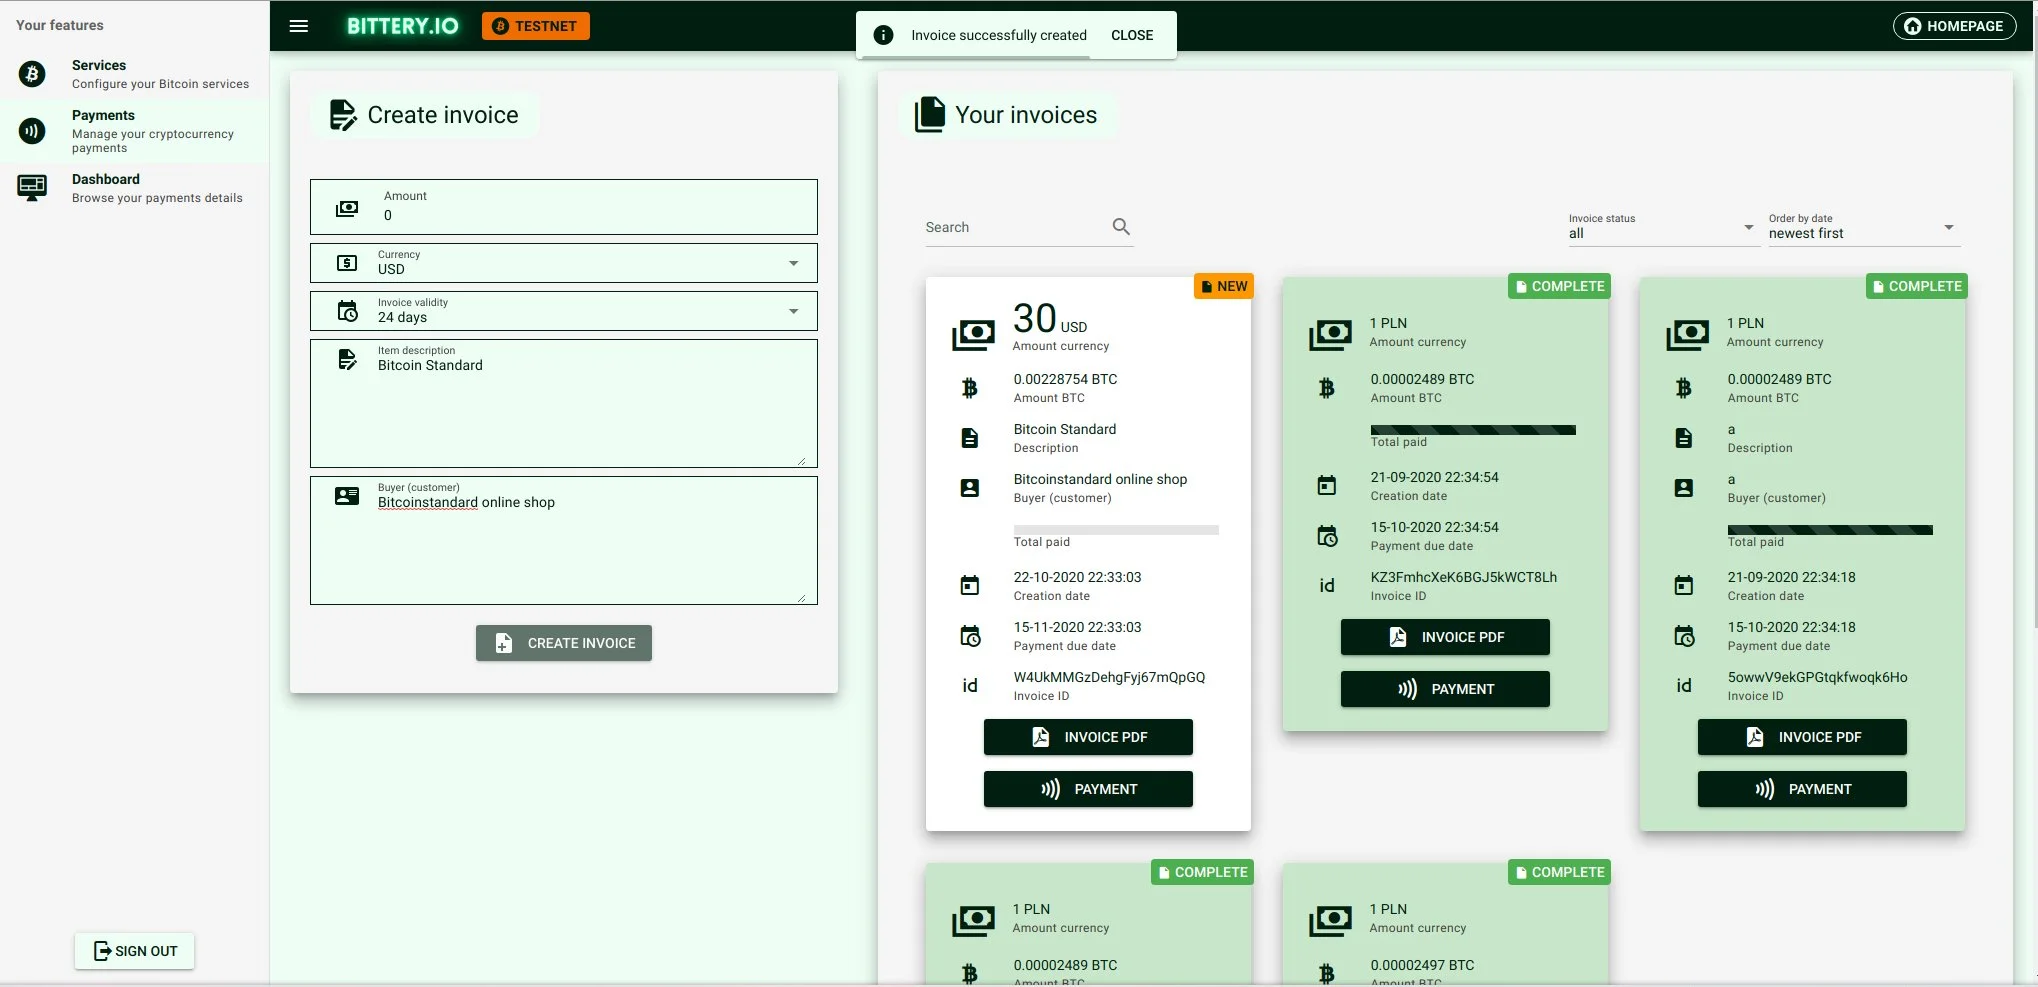 Your features
Services
Configure your Bitcoin services
Payments
Manage your cryptocurrency
payments
Dashboard
Browse your payments details
SIGN OUT
BITTERY.IO
TESTNET
Invoice successfully created
CLOSE
HOMEPAGE
Create invoice
Amount
0
Currency
USD
Invoice validity
24 days
Item description
Bitcoin Standard
Buyer (customer)
Bitcoinstandard online shop
CREATE INVOICE
Your invoices
Search
Invoice status
all
Order by date
newest first
NEW
30 USD
Amount currency
0.00228754 BTC
Amount BTC
Bitcoin Standard
Description
Bitcoinstandard online shop
Buyer (customer)
Total paid
22-10-2020 22:33:03
Creation date
15-11-2020 22:33:03
Payment due date
id
W4UkMMGzDehgFyj67mQpGQ
Invoice ID
INVOICE PDF
PAYMENT
COMPLETE
1 PLN
Amount currency
0.00002489 BTC
Amount BTC
Total paid
21-09-2020 22:34:54
Creation date
15-10-2020 22:34:54
Payment due date
id
KZ3FmhcXeK6BGJ5kWCT8Lh
Invoice ID
INVOICE PDF
PAYMENT
COMPLETE
1 PLN
Amount currency
0.00002489 BTC
Amount BTC
a
Description
a
Buyer (customer)
Total paid
21-09-2020 22:34:18
Creation date
15-10-2020 22:34:18
Payment due date
id
5owwV9ekGPGtqkfwoqk6Ho
Invoice ID
INVOICE PDF
PAYMENT
COMPLETE
1 PLN
Amount currency
0.00002489 BTC
Amount BTC
COMPLETE
1 PLN
Amount currency
0.00002497 BTC
Amount BTC